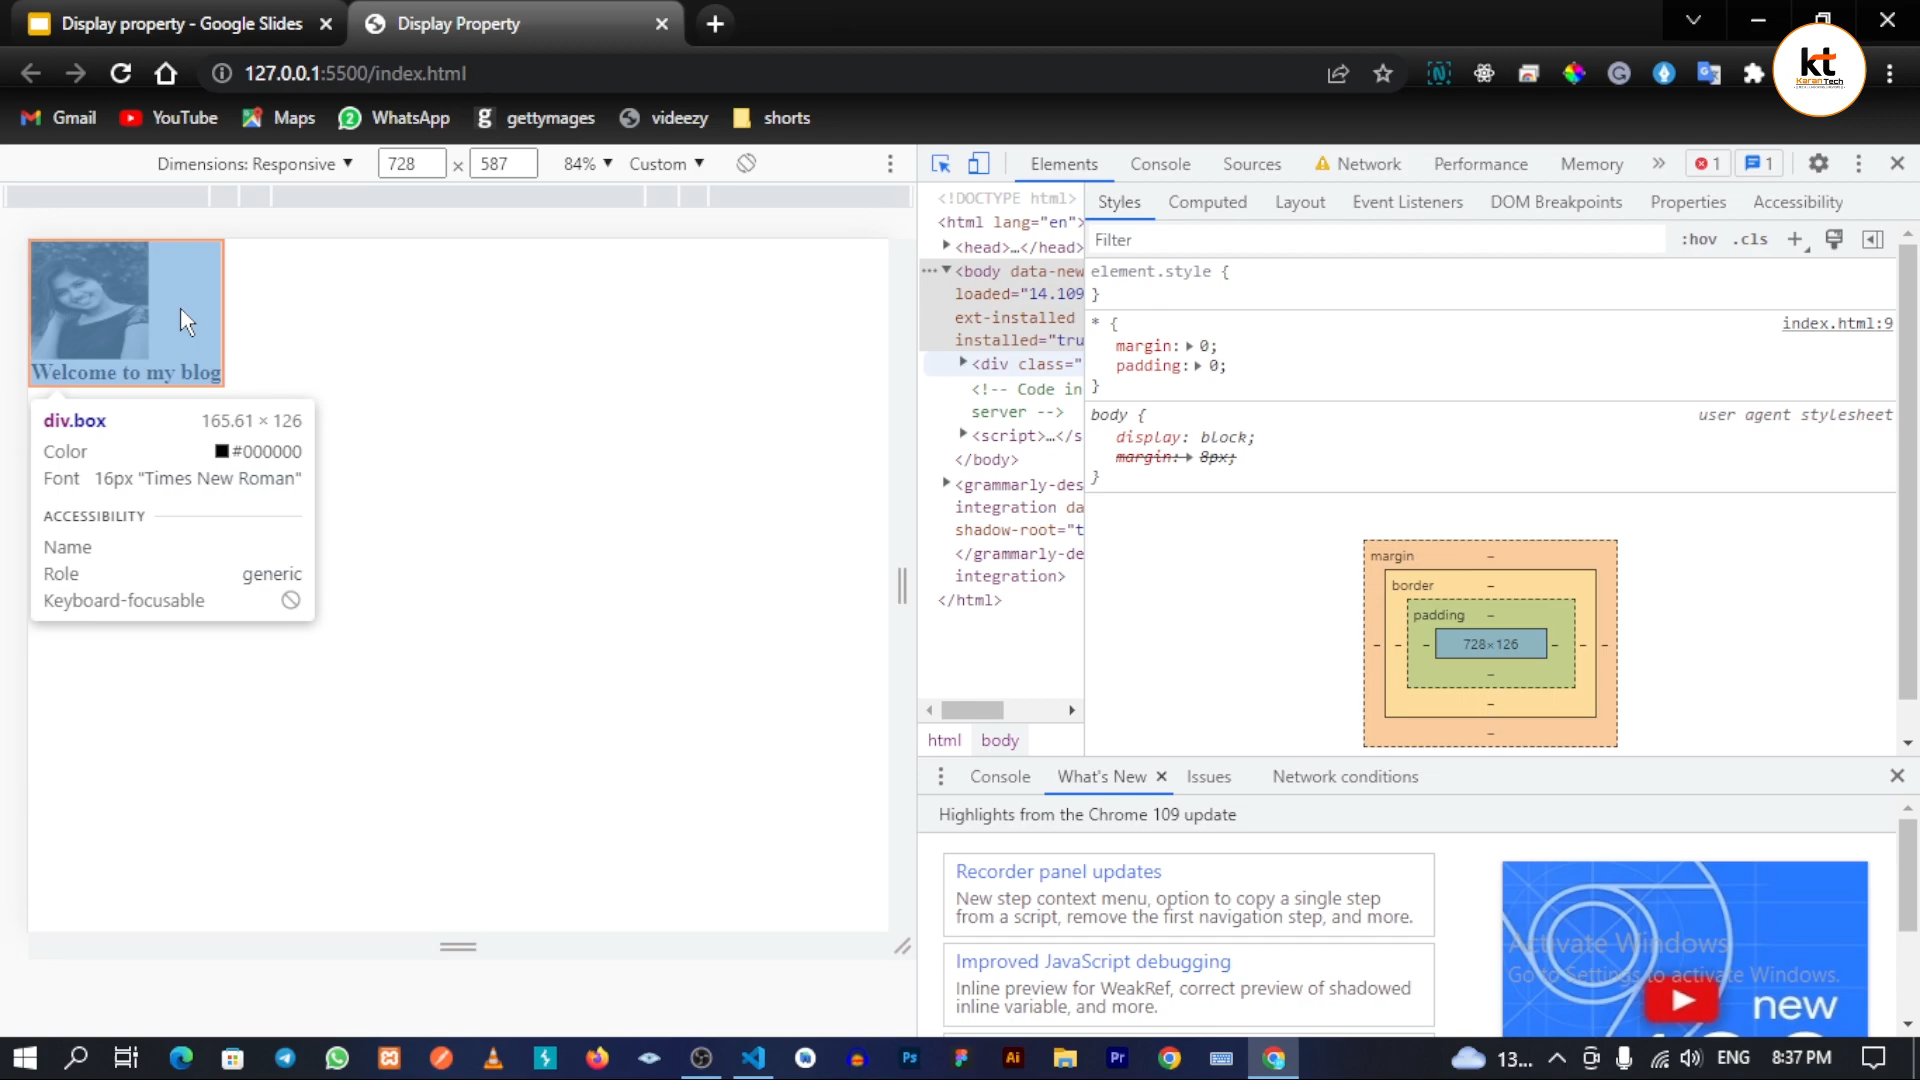 Display property - Google Slides
Display Property
127.0.0.1:5500/index.html
kt
Karan Tech
Gmail
YouTube
Maps
2
WhatsApp
g gettymages
videezy
shorts
Dimensions: Responsive 728 × 587 84% Custom
Elements Console Sources Network Performance Memory » 1 1
<!DOCTYPE html>
<html lang="en">
<head>…</head>
<body data-new
loaded="14.109
ext-installed
installed="tru
<div class="
<!-- Code in
server -->
<script>…</s
</body>
<grammarly-des
integration da
shadow-root="t
</grammarly-de
integration>
</html>
html body
Styles Computed Layout Event Listeners DOM Breakpoints Properties Accessibility
Filter :hov .cls
element.style {
}
* { index.html:9
margin: 0;
padding: 0;
}
body { user agent stylesheet
display: block;
margin: 8px;
}
margin –
border –
padding –
– – – 728×126 – – –
–
–
–
Welcome to my blog
div.box 165.61 × 126
Color #000000
Font 16px "Times New Roman"
ACCESSIBILITY
Name
Role generic
Keyboard-focusable
Console What's New Issues Network conditions
Highlights from the Chrome 109 update
Recorder panel updates
New step context menu, option to copy a single step
from a script, remove the first navigation step, and more.
Improved JavaScript debugging
Inline preview for WeakRef, correct preview of shadowed
inline variable, and more.
Activate Windows
Go to Settings to activate Windows.
new
Ps
Ai
Pr
13... ENG 8:37 PM